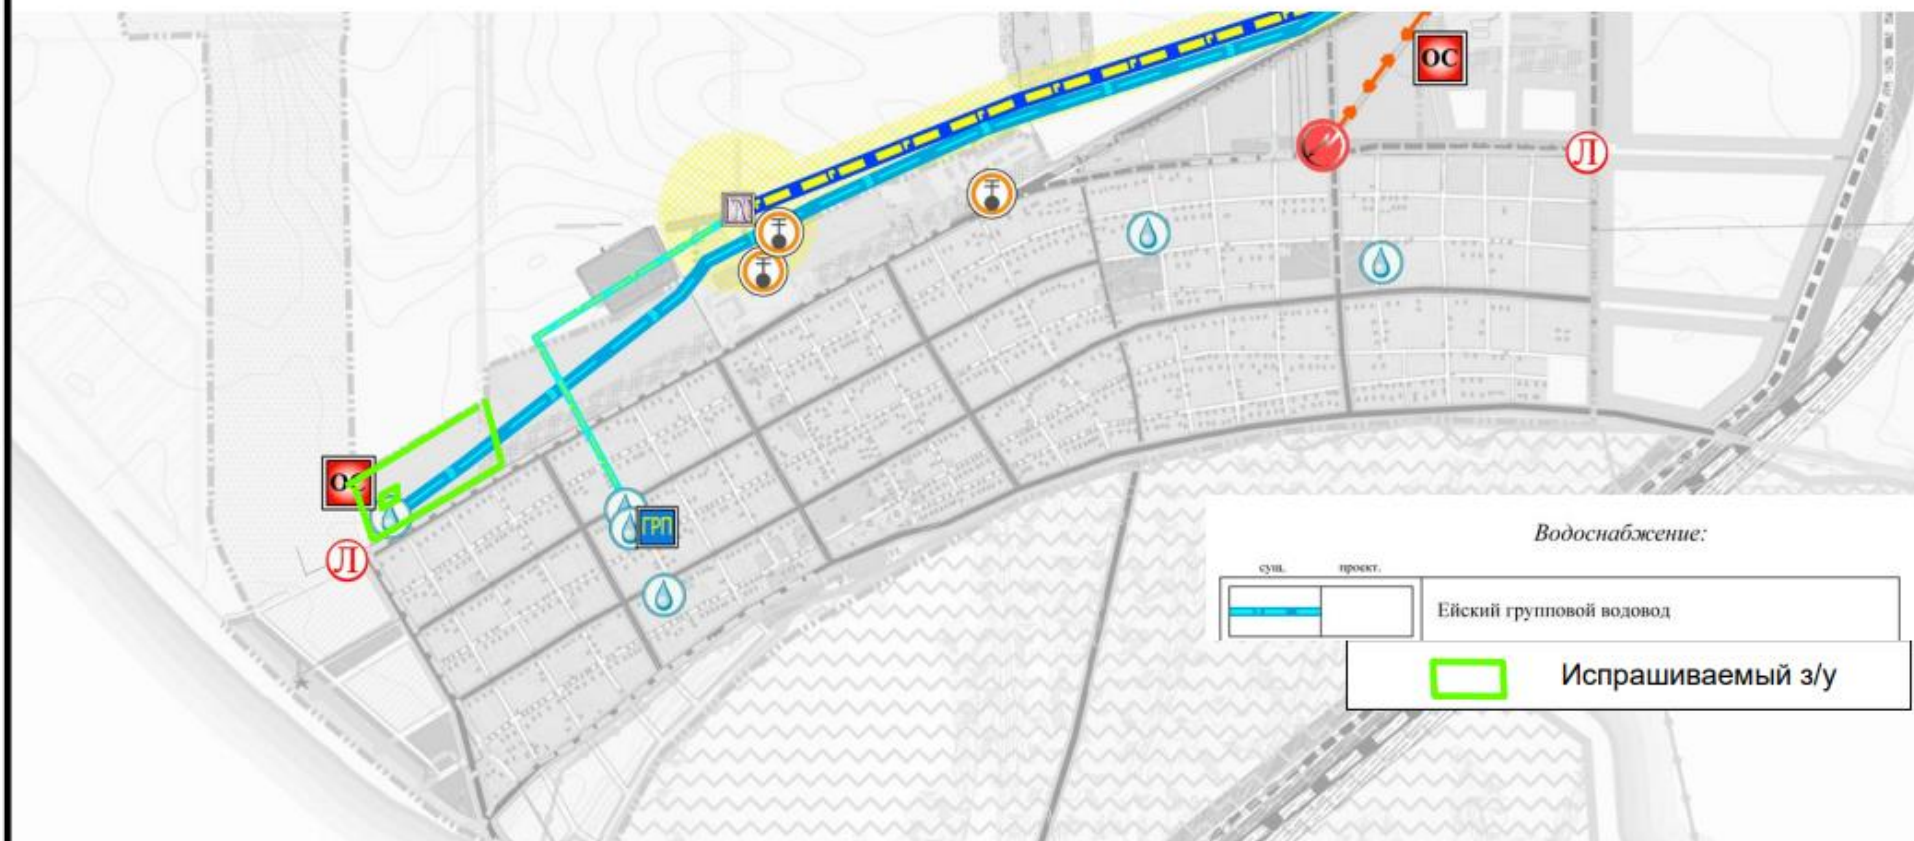 ОС
Л
ОС
ГРП
Л
Водоснабжение:
сущ. проект.
Ейский групповой водовод
Испрашиваемый з/у